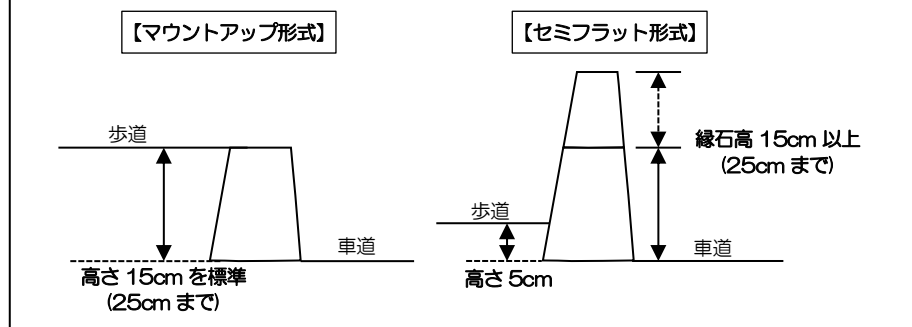 【マウントアップ形式】
歩道
車道
高さ 15cm を標準
(25cm まで)
【セミフラット形式】
縁石高 15cm 以上
(25cm まで)
歩道
車道
高さ 5cm